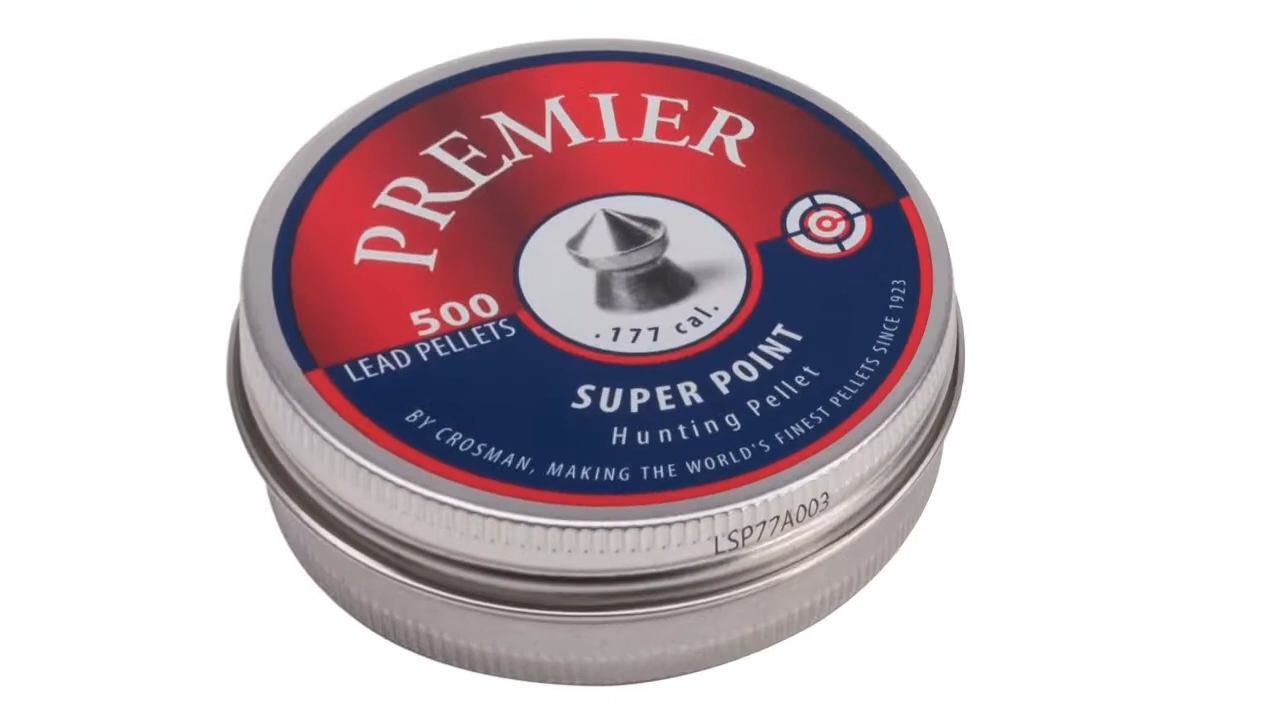 PREMIER
500
LEAD PELLETS
.177 cal.
SUPER POINT
Hunting Pellet
BY CROSMAN, MAKING THE WORLD'S FINEST PELLETS SINCE 1923
LSP77A003